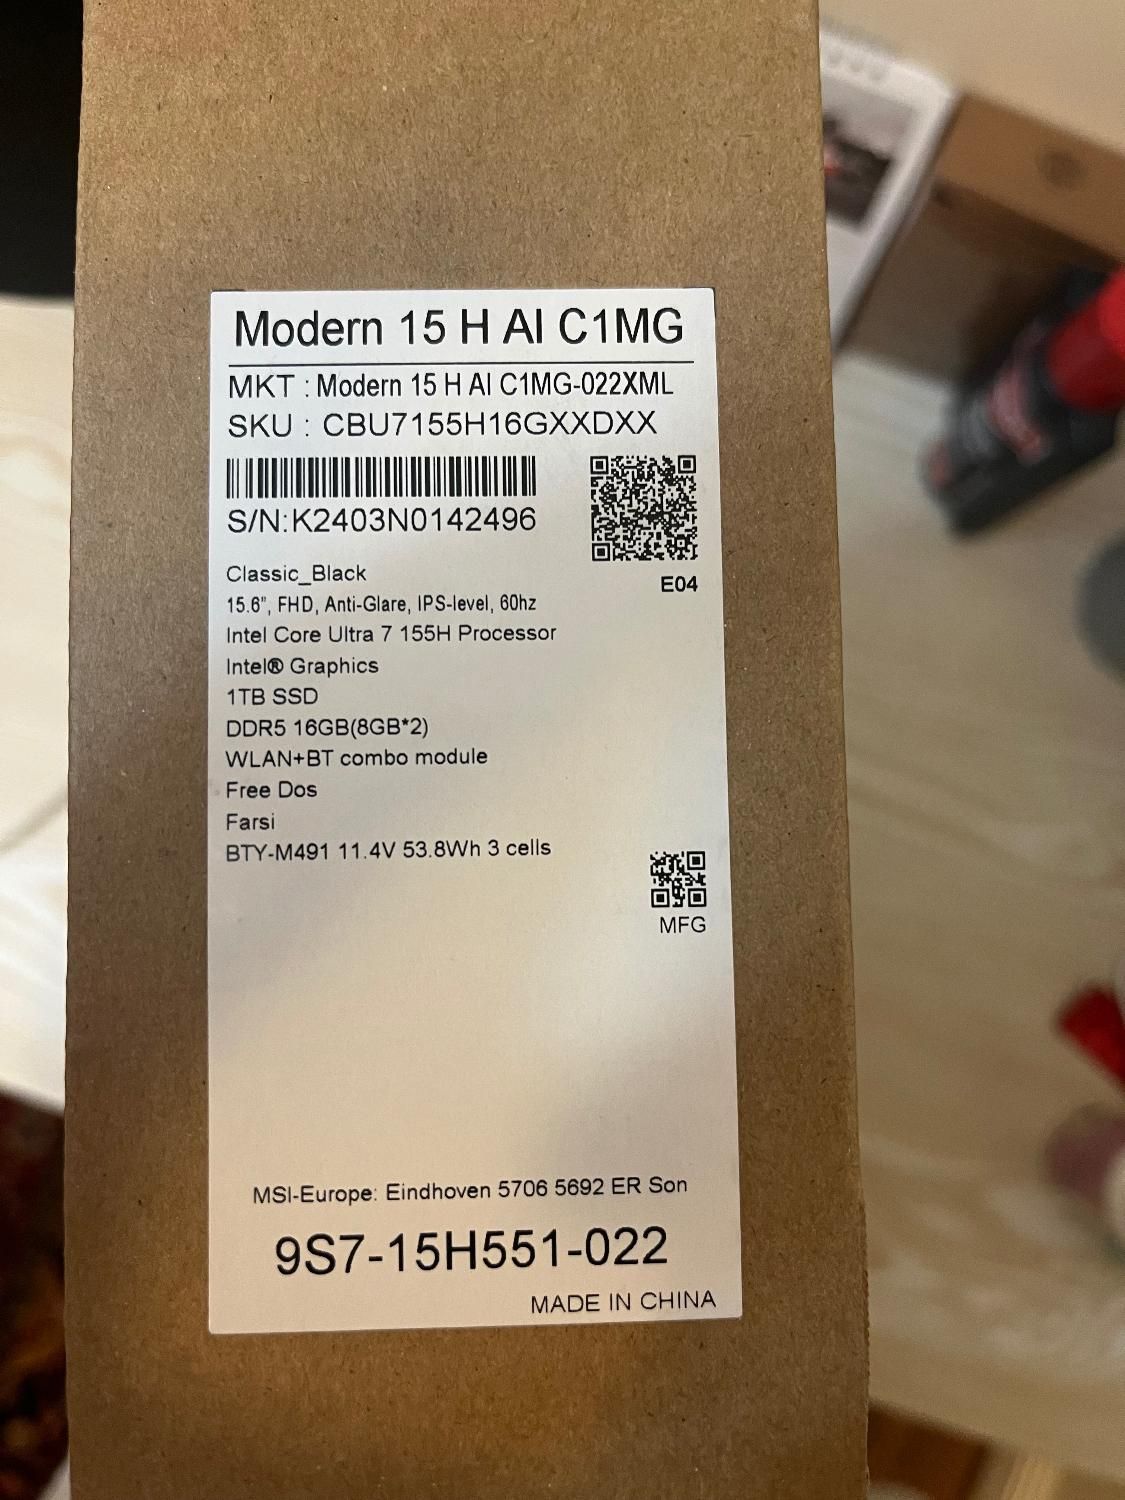 Modern 15 H AI C1MG
MKT : Modern 15 H AI C1MG-022XML
SKU : CBU7155H16GXXDXX
S/N:K2403N0142496
E04
Classic_Black
15.6", FHD, Anti-Glare, IPS-level, 60hz
Intel Core Ultra 7 155H Processor
Intel® Graphics
1TB SSD
DDR5 16GB(8GB*2)
WLAN+BT combo module
Free Dos
Farsi
BTY-M491 11.4V 53.8Wh 3 cells
MFG
MSI-Europe: Eindhoven 5706 5692 ER Son
9S7-15H551-022
MADE IN CHINA